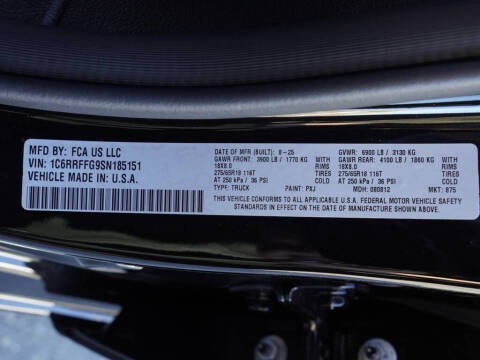 MFD BY: FCA US LLC
VIN: 1C6RRFFG9SN185151
VEHICLE MADE IN: U.S.A.
DATE OF MFR (BUILT): 8-25 GVWR: 6900 LB / 3130 KG
GAWR FRONT: 3900 LB / 1770 KG WITH GAWR REAR: 4100 LB / 1860 KG WITH
18X8.0 RIMS 18X8.0 RIMS
275/65R18 116T TIRES 275/65R18 116T TIRES
AT 250 kPa / 36 PSI COLD AT 250 kPa / 36 PSI COLD
TYPE: TRUCK PAINT: PXJ MDH: 080812 MKT: 875
THIS VEHICLE CONFORMS TO ALL APPLICABLE U.S.A. FEDERAL MOTOR VEHICLE SAFETY
STANDARDS IN EFFECT ON THE DATE OF MANUFACTURE SHOWN ABOVE.